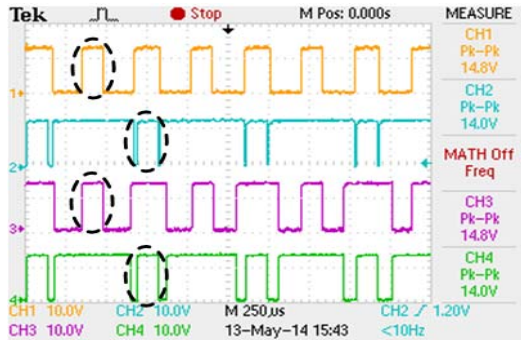 Tek Stop M Pos: 0.000s MEASURE
CH1
Pk-Pk
14.8V
CH2
Pk-Pk
14.0V
MATH Off
Freq
CH3
Pk-Pk
14.8V
CH4
Pk-Pk
14.0V
1
2
3
4
CH1 10.0V CH2 10.0V M 250µs CH2 1.20V
CH3 10.0V CH4 10.0V 13-May-14 15:43 <10Hz